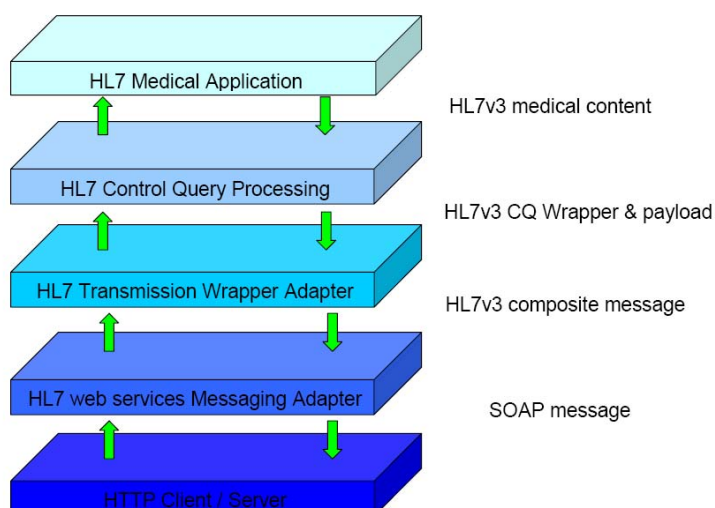 HL7 Medical Application
HL7v3 medical content
HL7 Control Query Processing
HL7v3 CQ Wrapper & payload
HL7 Transmission Wrapper Adapter
HL7v3 composite message
HL7 web services Messaging Adapter
SOAP message
HTTP Client / Server